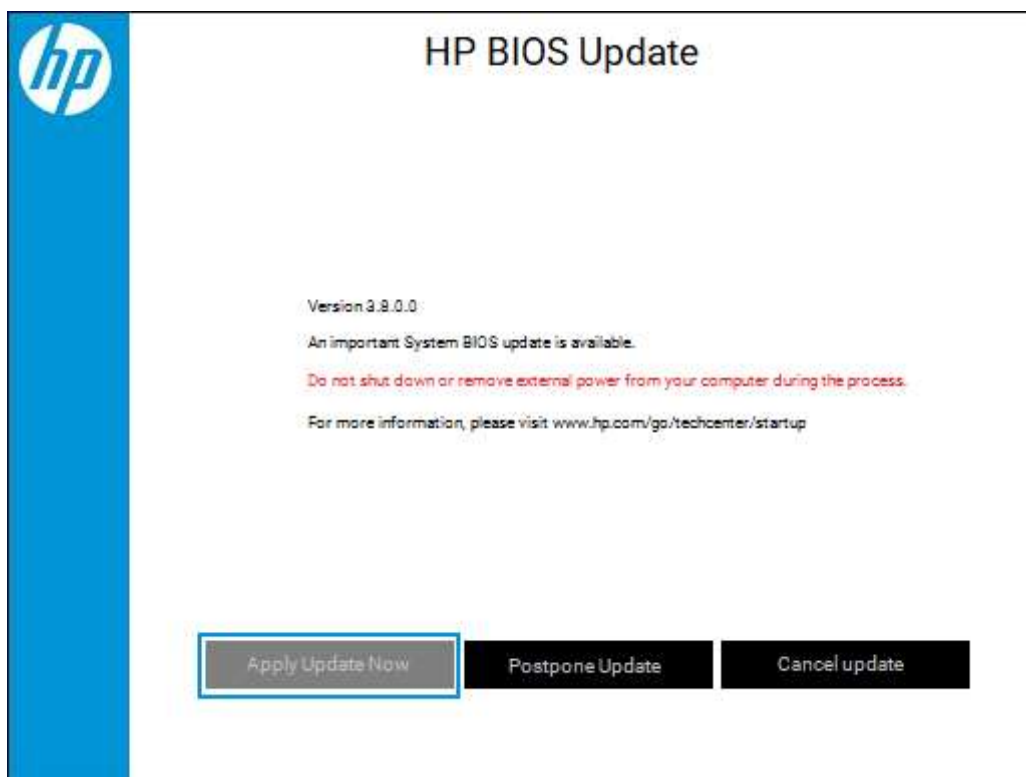 hp
HP BIOS Update
Version 3.8.0.0
An important System BIOS update is available.
Do not shut down or remove external power from your computer during the process.
For more information, please visit www.hp.com/go/techcenter/startup
Apply Update Now
Postpone Update
Cancel update